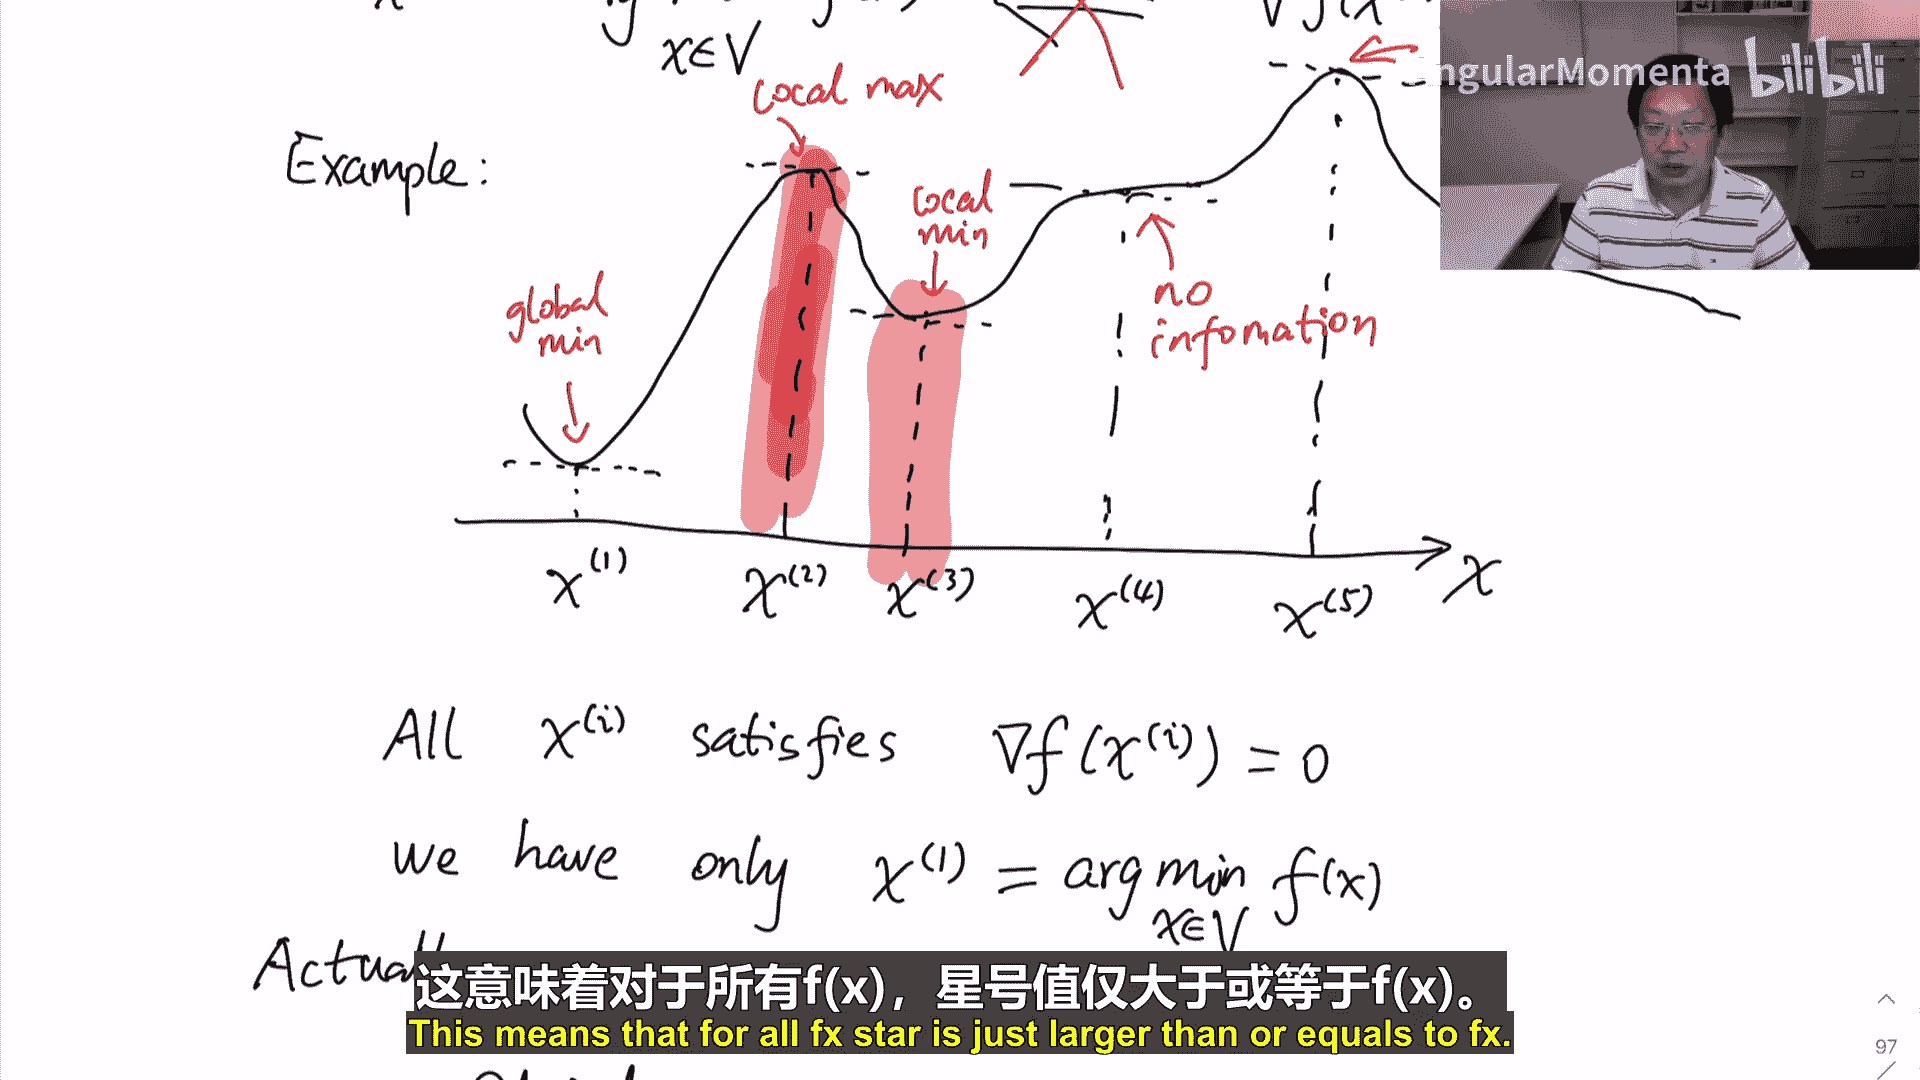 x∈V
local max
ngularMomenta bilibili
Example:
local
min
global
min
no
infomation
x⁽¹⁾ x⁽²⁾ x⁽³⁾ x⁽⁴⁾ x⁽⁵⁾ x
All x⁽ⁱ⁾ satisfies ∇f(x⁽ⁱ⁾) = 0
we have only x⁽¹⁾ = arg min f(x)
x∈V
这意味着对于所有f(x)，星号值仅大于或等于f(x)。
This means that for all fx star is just larger than or equals to fx.
97